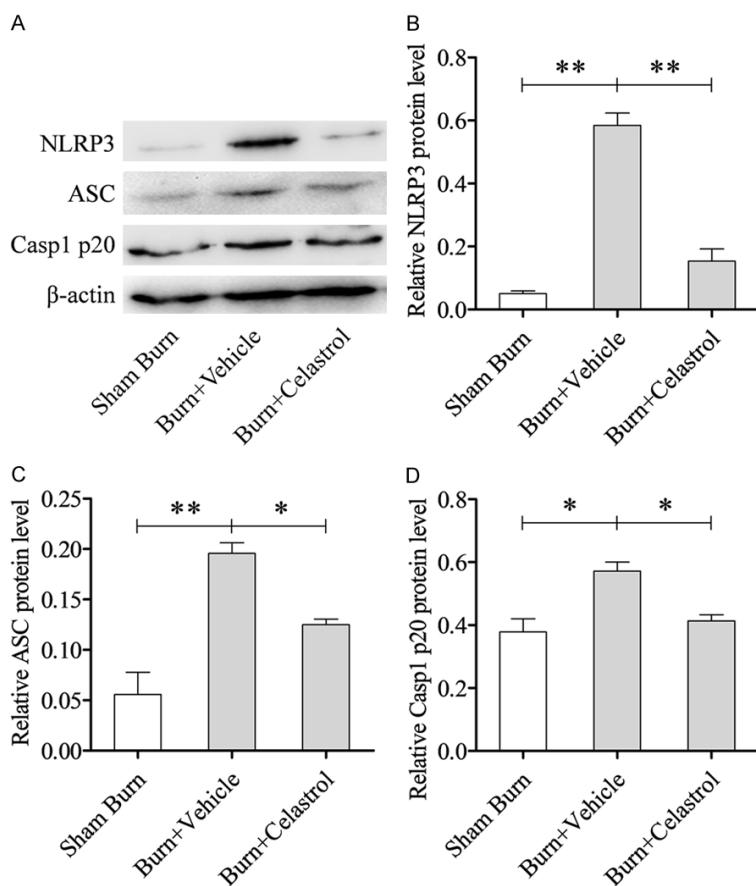 A
NLRP3
ASC
Casp1 p20
β-actin
Sham Burn
Burn+Vehicle
Burn+Celastrol
B
Relative NLRP3 protein level
0.8
0.6
0.4
0.2
0.0
** **
Sham Burn
Burn+Vehicle
Burn+Celastrol
C
Relative ASC protein level
0.25
0.20
0.15
0.10
0.05
0.00
** *
Sham Burn
Burn+Vehicle
Burn+Celastrol
D
Relative Casp1 p20 protein level
0.8
0.6
0.4
0.2
0.0
* *
Sham Burn
Burn+Vehicle
Burn+Celastrol